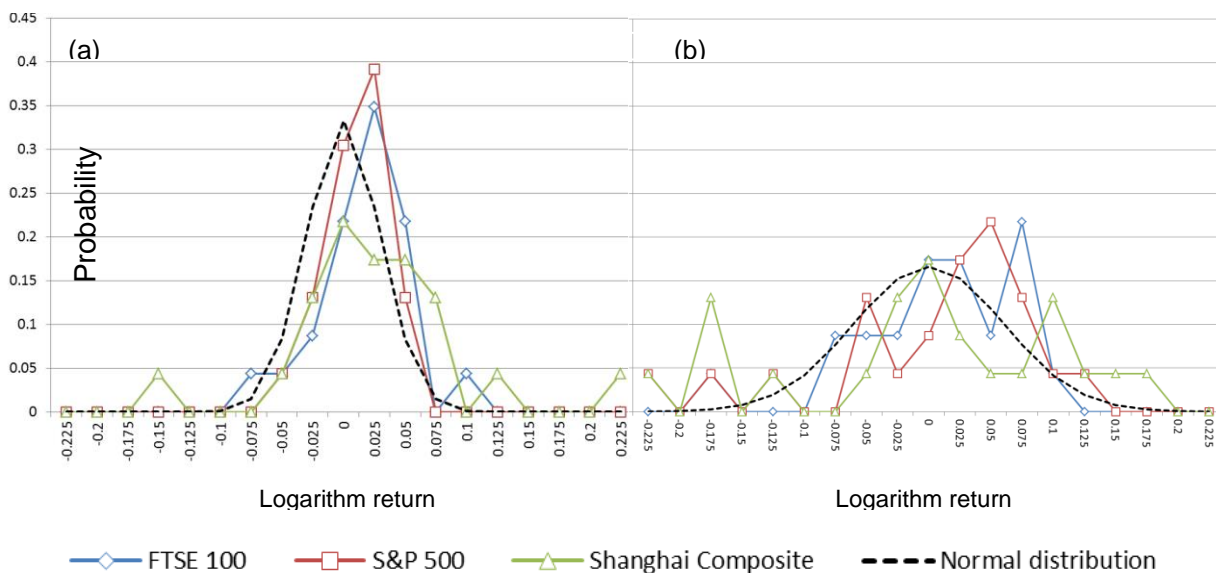 (a)
(b)
Probability
0.45
0.4
0.35
0.3
0.25
0.2
0.15
0.1
0.05
0
-0.225 -0.2 -0.175 -0.15 -0.125 -0.1 -0.075 -0.05 -0.025 0 0.025 0.05 0.075 0.1 0.125 0.15 0.175 0.2 0.225
-0.225 -0.2 -0.175 -0.15 -0.125 -0.1 -0.075 -0.05 -0.025 0 0.025 0.05 0.075 0.1 0.125 0.15 0.175 0.2 0.225
Logarithm return
Logarithm return
FTSE 100 S&P 500 Shanghai Composite Normal distribution